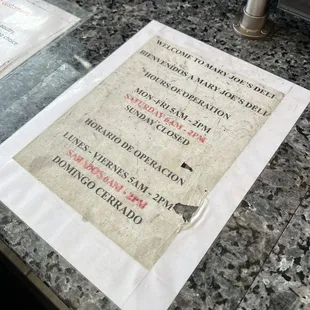 WELCOME TO MARY JOE'S DELI
BIENVENIDOS A MARY JOE'S DELI
HOURS OF OPERATION
MON-FRI 5AM - 2PM
SATURDAY 6AM - 2PM
SUNDAY CLOSED
HORARIO DE OPERACION
LUNES- VIERNES 5AM - 2PM
SABADOS 6AM - 2PM
DOMINGO CERRADO